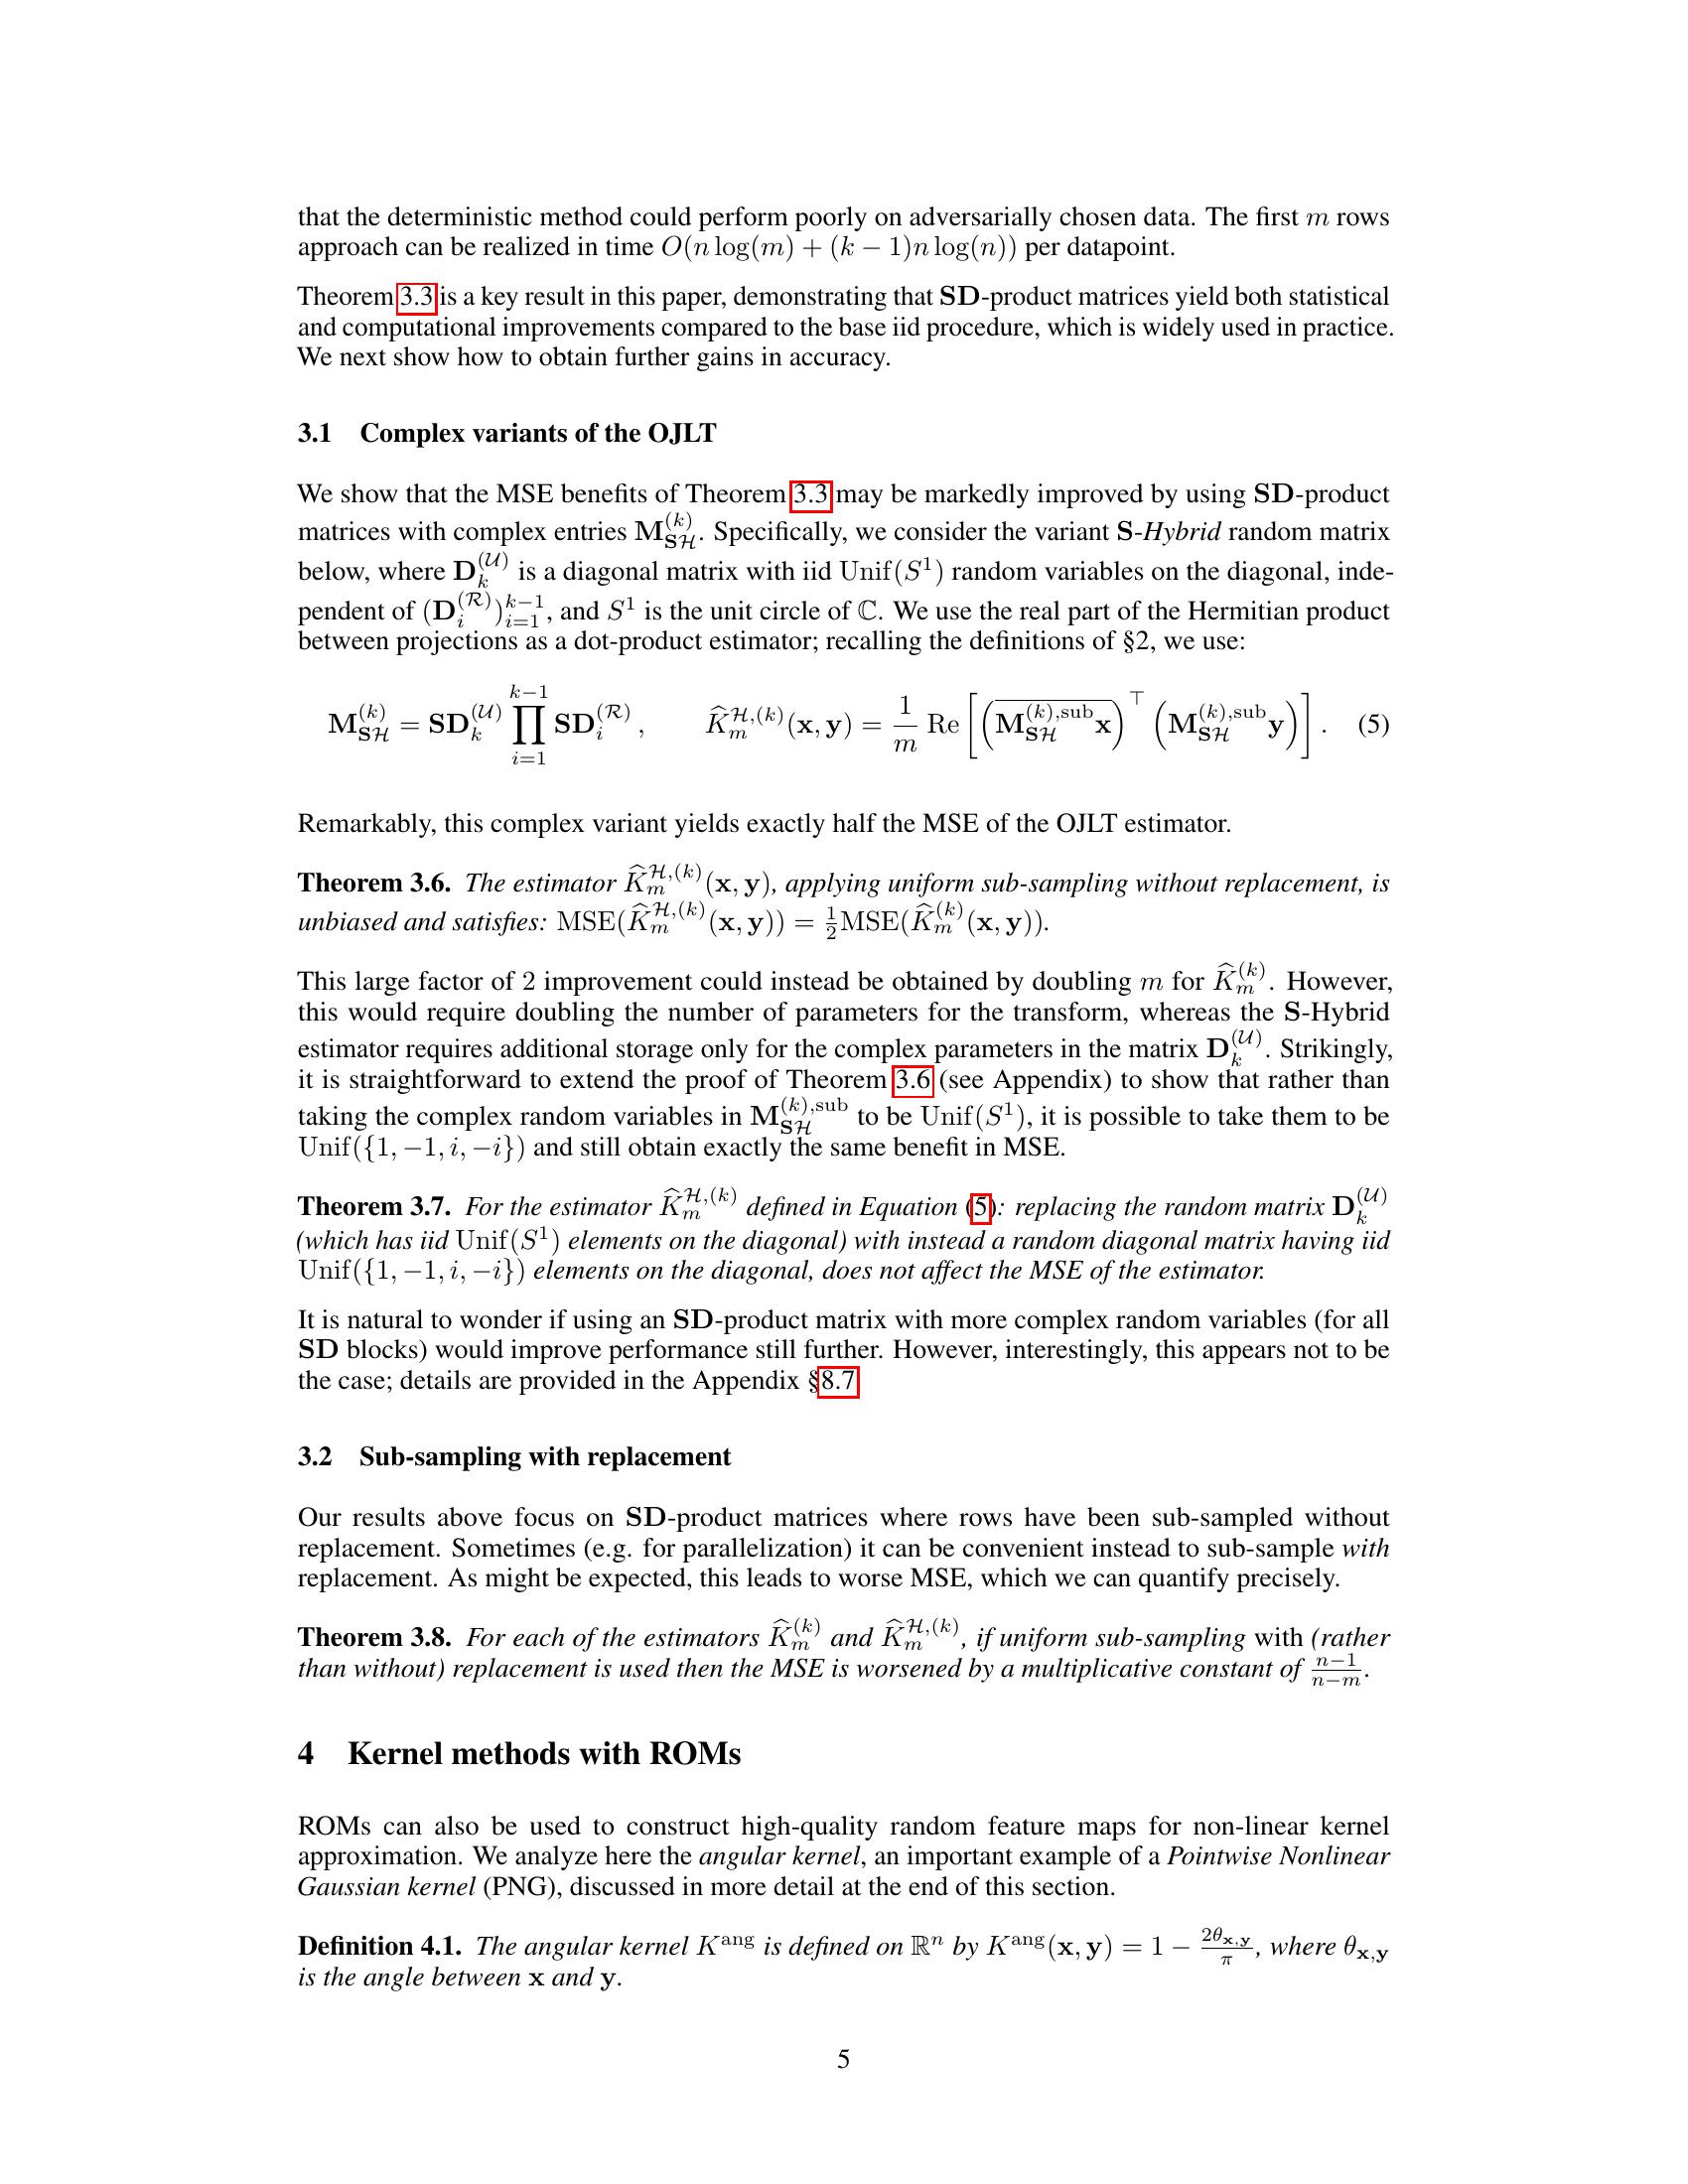 that the deterministic method could perform poorly on adversarially chosen data. The first m rows
approach can be realized in time O(n log(m) + (k − 1)n log(n)) per datapoint.
Theorem 3.3 is a key result in this paper, demonstrating that SD-product matrices yield both statistical
and computational improvements compared to the base iid procedure, which is widely used in practice.
We next show how to obtain further gains in accuracy.
3.1 Complex variants of the OJLT
We show that the MSE benefits of Theorem 3.3 may be markedly improved by using SD-product
matrices with complex entries $\mathbf{M}_{\mathbf{S}\mathcal{H}}^{(k)}$. Specifically, we consider the variant S-Hybrid random matrix
below, where $\mathbf{D}_k^{(\mathcal{U})}$ is a diagonal matrix with iid Unif(S¹) random variables on the diagonal, inde-
pendent of $(\mathbf{D}_i^{(\mathcal{R})})_{i=1}^{k-1}$, and S¹ is the unit circle of ℂ. We use the real part of the Hermitian product
between projections as a dot-product estimator; recalling the definitions of §2, we use:
$\mathbf{M}_{\mathbf{S}\mathcal{H}}^{(k)} = \mathbf{S}\mathbf{D}_k^{(\mathcal{U})} \prod_{i=1}^{k-1} \mathbf{S}\mathbf{D}_i^{(\mathcal{R})}, \quad \widehat{K}_m^{\mathcal{H},(k)}(\mathbf{x},\mathbf{y}) = \frac{1}{m} \mathrm{Re}\left[\left(\overline{\mathbf{M}_{\mathbf{S}\mathcal{H}}^{(k),\mathrm{sub}}\mathbf{x}}\right)^{\top}\left(\mathbf{M}_{\mathbf{S}\mathcal{H}}^{(k),\mathrm{sub}}\mathbf{y}\right)\right].$ (5)
Remarkably, this complex variant yields exactly half the MSE of the OJLT estimator.
Theorem 3.6. The estimator $\widehat{K}_m^{\mathcal{H},(k)}(\mathbf{x},\mathbf{y})$, applying uniform sub-sampling without replacement, is
unbiased and satisfies: $\mathrm{MSE}(\widehat{K}_m^{\mathcal{H},(k)}(\mathbf{x},\mathbf{y})) = \frac{1}{2}\mathrm{MSE}(\widehat{K}_m^{(k)}(\mathbf{x},\mathbf{y}))$.
This large factor of 2 improvement could instead be obtained by doubling m for $\widehat{K}_m^{(k)}$. However,
this would require doubling the number of parameters for the transform, whereas the S-Hybrid
estimator requires additional storage only for the complex parameters in the matrix $\mathbf{D}_k^{(\mathcal{U})}$. Strikingly,
it is straightforward to extend the proof of Theorem 3.6 (see Appendix) to show that rather than
taking the complex random variables in $\mathbf{M}_{\mathbf{S}\mathcal{H}}^{(k),\mathrm{sub}}$ to be Unif(S¹), it is possible to take them to be
Unif({1, −1, i, −i}) and still obtain exactly the same benefit in MSE.
Theorem 3.7. For the estimator $\widehat{K}_m^{\mathcal{H},(k)}$ defined in Equation (5): replacing the random matrix $\mathbf{D}_k^{(\mathcal{U})}$
(which has iid Unif(S¹) elements on the diagonal) with instead a random diagonal matrix having iid
Unif({1, −1, i, −i}) elements on the diagonal, does not affect the MSE of the estimator.
It is natural to wonder if using an SD-product matrix with more complex random variables (for all
SD blocks) would improve performance still further. However, interestingly, this appears not to be
the case; details are provided in the Appendix §8.7
3.2 Sub-sampling with replacement
Our results above focus on SD-product matrices where rows have been sub-sampled without
replacement. Sometimes (e.g. for parallelization) it can be convenient instead to sub-sample with
replacement. As might be expected, this leads to worse MSE, which we can quantify precisely.
Theorem 3.8. For each of the estimators $\widehat{K}_m^{(k)}$ and $\widehat{K}_m^{\mathcal{H},(k)}$, if uniform sub-sampling with (rather
than without) replacement is used then the MSE is worsened by a multiplicative constant of $\frac{n-1}{n-m}$.
4 Kernel methods with ROMs
ROMs can also be used to construct high-quality random feature maps for non-linear kernel
approximation. We analyze here the angular kernel, an important example of a Pointwise Nonlinear
Gaussian kernel (PNG), discussed in more detail at the end of this section.
Definition 4.1. The angular kernel $K^{\mathrm{ang}}$ is defined on $\mathbb{R}^n$ by $K^{\mathrm{ang}}(\mathbf{x},\mathbf{y}) = 1 - \frac{2\theta_{\mathbf{x},\mathbf{y}}}{\pi}$, where $\theta_{\mathbf{x},\mathbf{y}}$
is the angle between x and y.
5